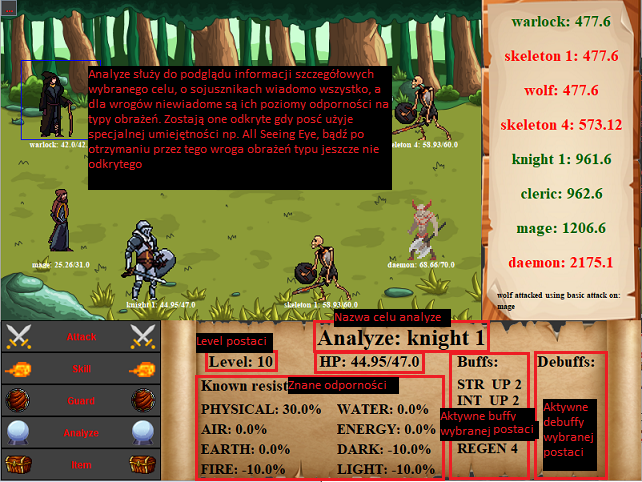 ...
Analyze służy do podglądu informacji szczegółowych
wybranego celu, o sojusznikach wiadomo wszystko, a
dla wrogów niewiadome są ich poziomy odporności na
typy obrażeń. Zostają one odkryte gdy posć użyje
specjalnej umiejętności np. All Seeing Eye, bądź po
otrzymaniu przez tego wroga obrażeń typu jeszcze nie
odkrytego
warlock: 42.0/42.
eleton 4: 58.93/60.0
mage: 25.26/31.0
knight 1: 44.95/47.0
skeleton 1: 58.93/60.0
daemon: 68.66/70.0
warlock: 477.6
skeleton 1: 477.6
wolf: 477.6
skeleton 4: 573.12
knight 1: 961.6
cleric: 962.6
mage: 1206.6
daemon: 2175.1
wolf attacked using basic attack on:
mage
Attack
Skill
Guard
Analyze
Item
Nazwa celu analyze
Analyze: knight 1
Level postaci
Level: 10
HP: 44.95/47.0
Known resist
Znane odporności
PHYSICAL: 30.0%
WATER: 0.0%
AIR: 0.0%
ENERGY: 0.0%
EARTH: 0.0%
DARK: -10.0%
FIRE: -10.0%
LIGHT: -10.0%
Buffs:
STR UP 2
INT UP 2
Aktywne buffy
wybranej postaci
REGEN 4
Debuffs:
Aktywne
debuffy
wybranej
postaci